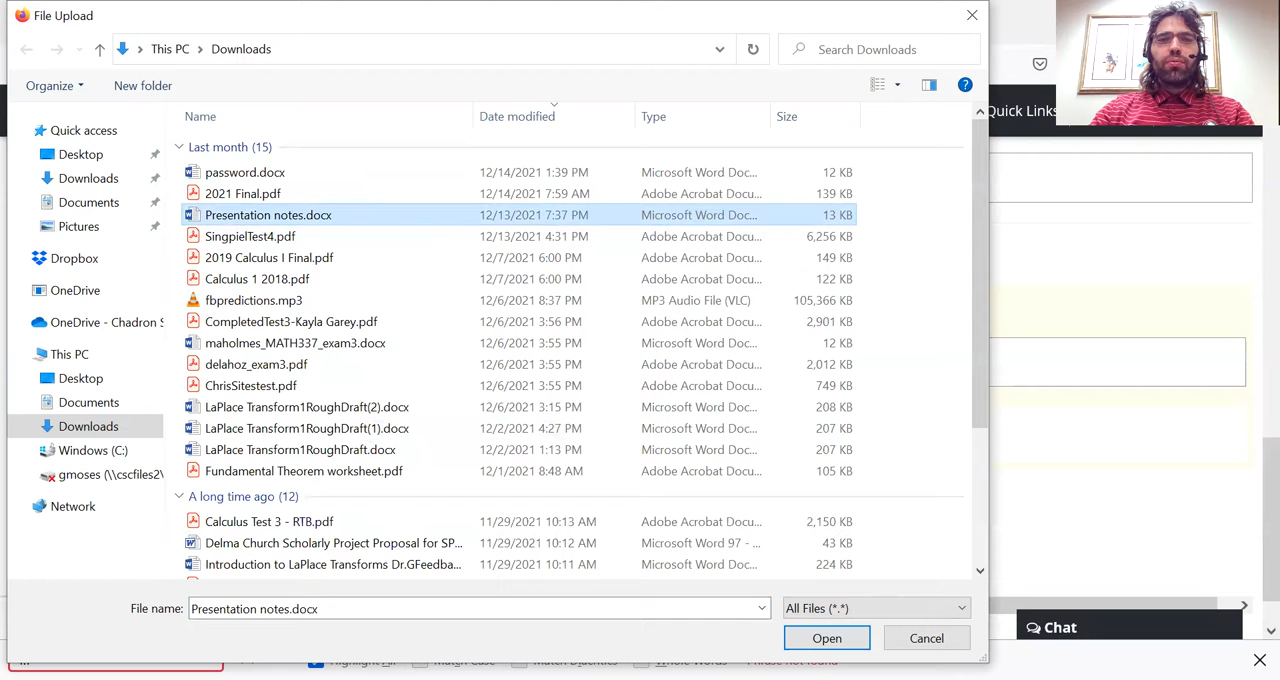 File Upload
This PC
Downloads
Search Downloads
Organize
New folder
Name
Date modified
Type
Size
Quick access
Desktop
Downloads
Documents
Pictures
Dropbox
OneDrive
OneDrive - Chadron S
This PC
Desktop
Documents
Downloads
Windows (C:)
gmoses (\\cscfiles2\
Network
Last month (15)
password.docx 12/14/2021 1:39 PM Microsoft Word Doc... 12 KB
2021 Final.pdf 12/14/2021 7:59 AM Adobe Acrobat Docu... 139 KB
Presentation notes.docx 12/13/2021 7:37 PM Microsoft Word Doc... 13 KB
SingpielTest4.pdf 12/13/2021 4:31 PM Adobe Acrobat Docu... 6,256 KB
2019 Calculus I Final.pdf 12/7/2021 6:00 PM Adobe Acrobat Docu... 149 KB
Calculus 1 2018.pdf 12/7/2021 6:00 PM Adobe Acrobat Docu... 122 KB
fbpredictions.mp3 12/6/2021 8:37 PM MP3 Audio File (VLC) 105,366 KB
CompletedTest3-Kayla Garey.pdf 12/6/2021 3:56 PM Adobe Acrobat Docu... 2,901 KB
maholmes_MATH337_exam3.docx 12/6/2021 3:55 PM Microsoft Word Doc... 12 KB
delahoz_exam3.pdf 12/6/2021 3:55 PM Adobe Acrobat Docu... 2,012 KB
ChrisSitestest.pdf 12/6/2021 3:55 PM Adobe Acrobat Docu... 749 KB
LaPlace Transform1RoughDraft(2).docx 12/6/2021 3:15 PM Microsoft Word Doc... 208 KB
LaPlace Transform1RoughDraft(1).docx 12/2/2021 4:27 PM Microsoft Word Doc... 207 KB
LaPlace Transform1RoughDraft.docx 12/2/2021 1:13 PM Microsoft Word Doc... 207 KB
Fundamental Theorem worksheet.pdf 12/1/2021 8:48 AM Adobe Acrobat Docu... 105 KB
A long time ago (12)
Calculus Test 3 - RTB.pdf 11/29/2021 10:13 AM Adobe Acrobat Docu... 2,150 KB
Delma Church Scholarly Project Proposal for SP... 11/29/2021 10:12 AM Microsoft Word 97 - ... 43 KB
Introduction to LaPlace Transforms Dr.GFeedba... 11/29/2021 10:11 AM Microsoft Word Doc... 224 KB
File name: Presentation notes.docx
All Files (*.*)
Open
Cancel
Quick Links
Chat